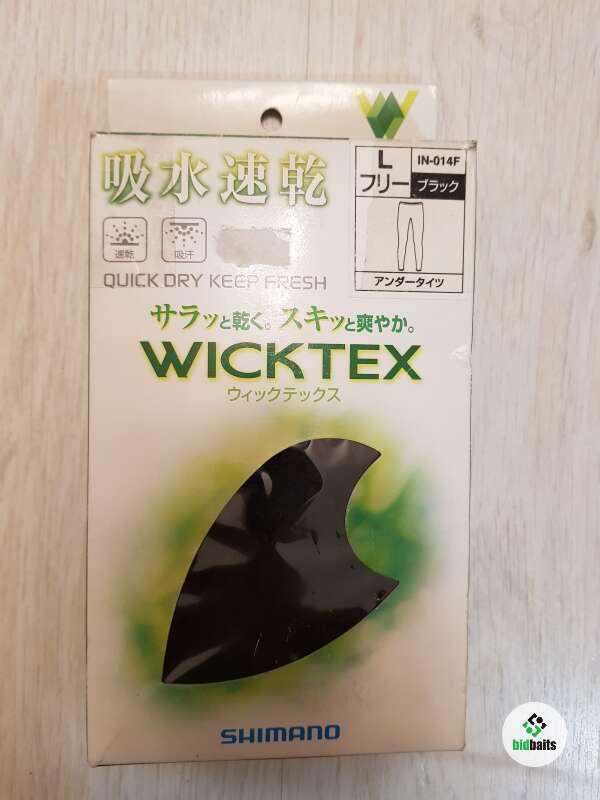 吸水速乾
L
フリー
IN-014F
ブラック
アンダータイツ
速乾
吸汗
QUICK DRY KEEP FRESH
サラッと乾く。スキッと爽やか。
WICKTEX
ウィックテックス
SHIMANO
bidbaits